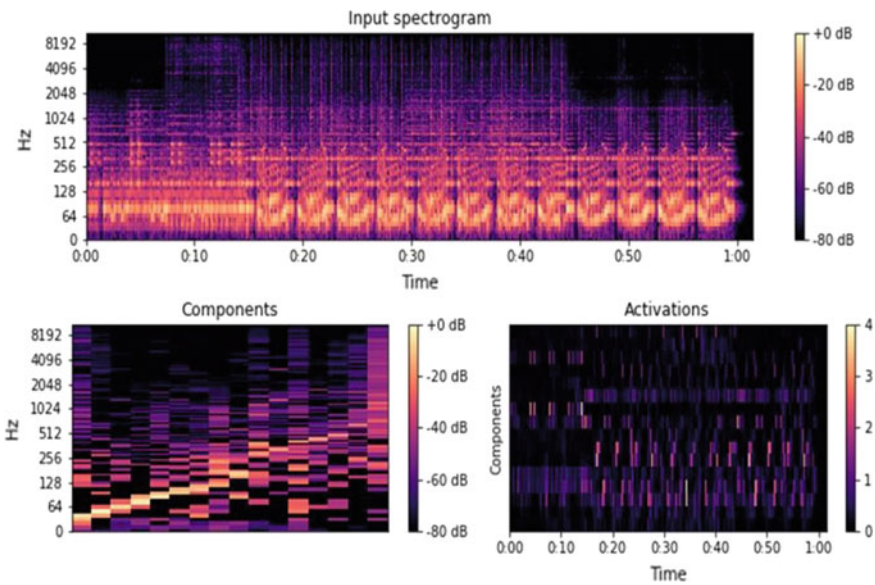 Input spectrogram
8192
4096
2048
1024
512
256
128
64
0
Hz
0:00
0:10
0:20
0:30
0:40
0:50
1:00
Time
+0 dB
-20 dB
-40 dB
-60 dB
-80 dB
Components
8192
4096
2048
1024
512
256
128
64
0
Hz
+0 dB
-20 dB
-40 dB
-60 dB
-80 dB
Activations
Components
0:00
0:10
0:20
0:30
0:40
0:50
1:00
Time
4
3
2
1
0